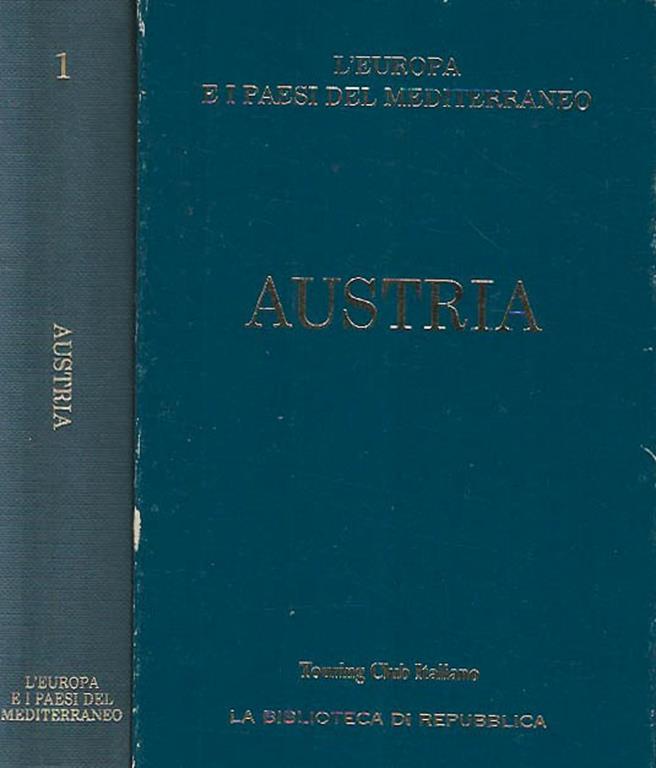 1
AUSTRIA
L'EUROPA
E I PAESI DEL
MEDITERRANEO
L'EUROPA
E I PAESI DEL MEDITERRANEO
AUSTRIA
Touring Club Italiano
LA BIBLIOTECA DI REPUBBLICA